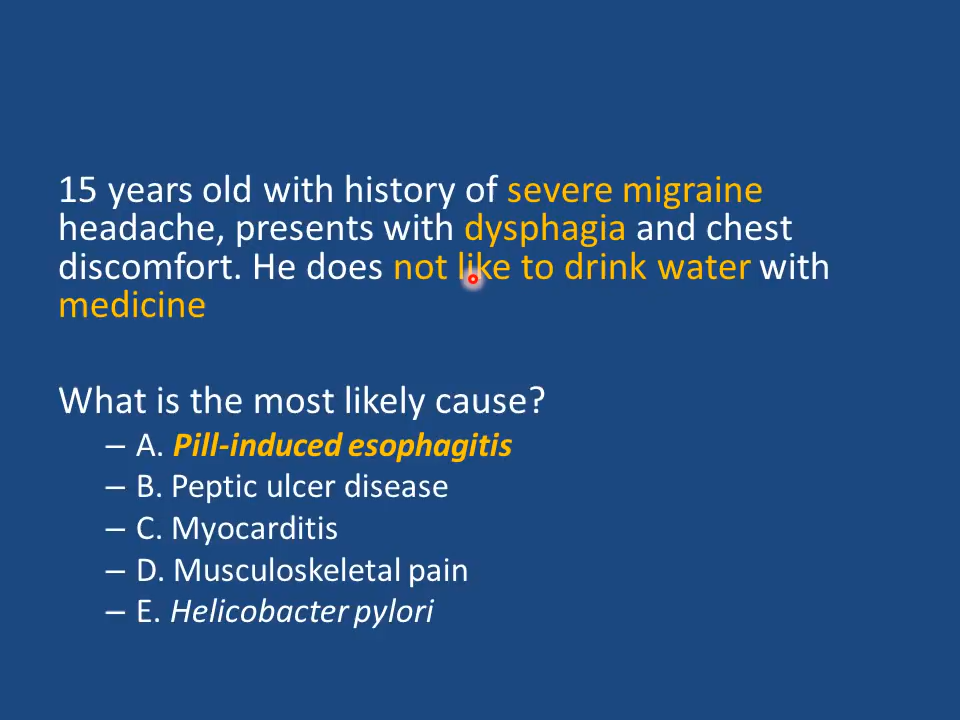 15 years old with history of severe migraine
headache, presents with dysphagia and chest
discomfort. He does not like to drink water with
medicine
What is the most likely cause?
– A. Pill-induced esophagitis
– B. Peptic ulcer disease
– C. Myocarditis
– D. Musculoskeletal pain
– E. Helicobacter pylori